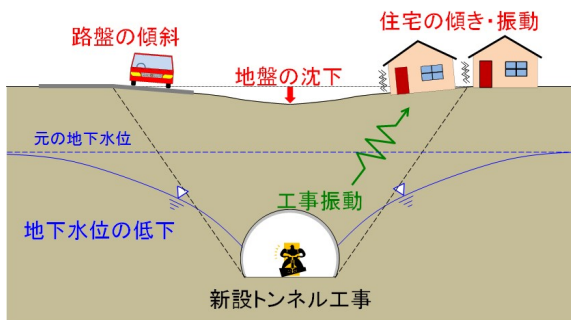 住宅の傾き・振動
路盤の傾斜
地盤の沈下
元の地下水位
工事振動
地下水位の低下
新設トンネル工事